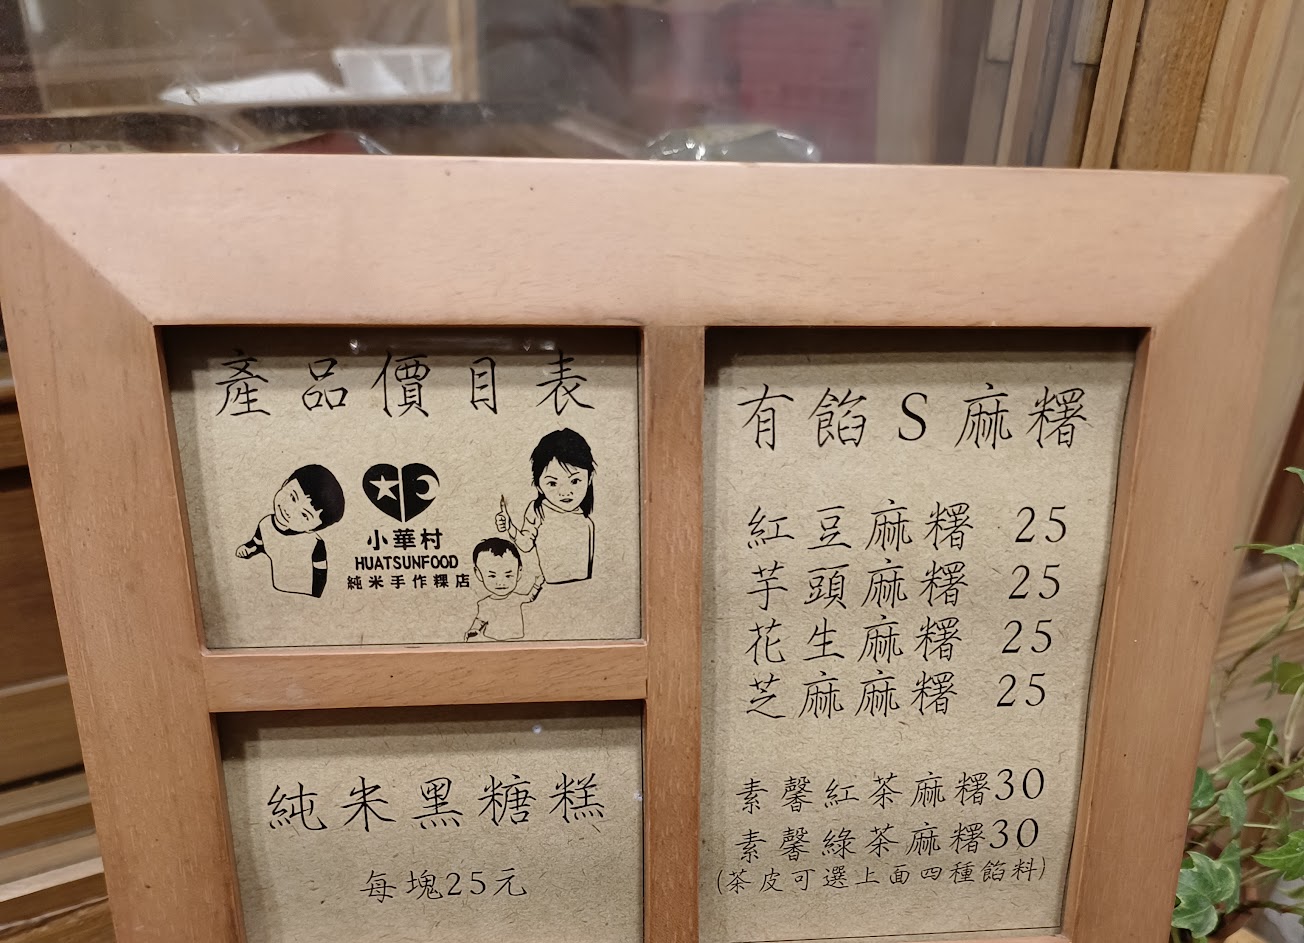 產品價目表
小華村
HUATSUNFOOD
純米手作粿店
純米黑糖糕
每塊25元
有餡S麻糬
紅豆麻糬 25
芋頭麻糬 25
花生麻糬 25
芝麻麻糬 25
素馨紅茶麻糬30
素馨綠茶麻糬30
(茶皮可選上面四種餡料)